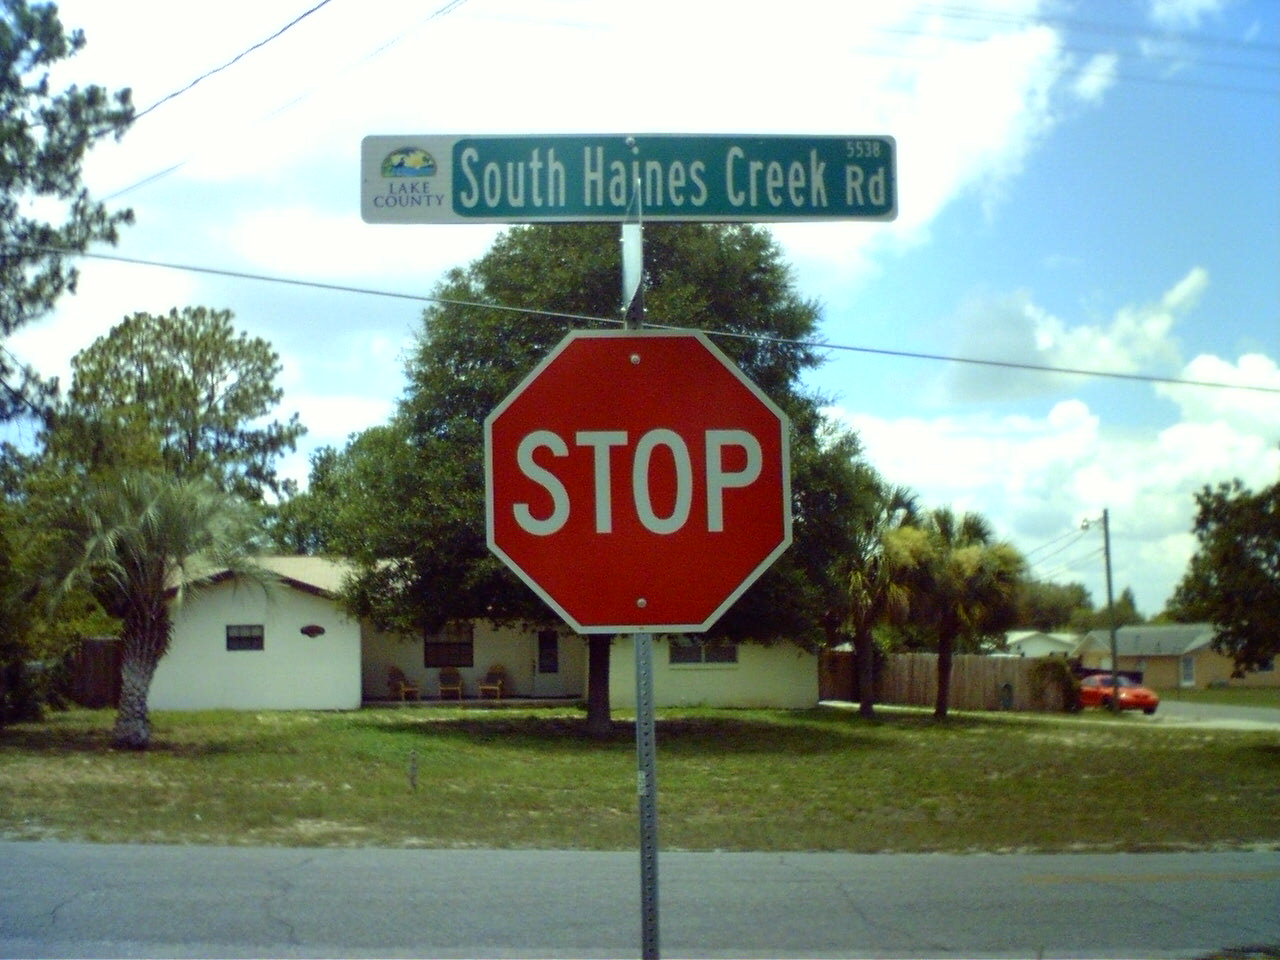 LAKE
COUNTY
South Haines Creek Rd
5538
STOP